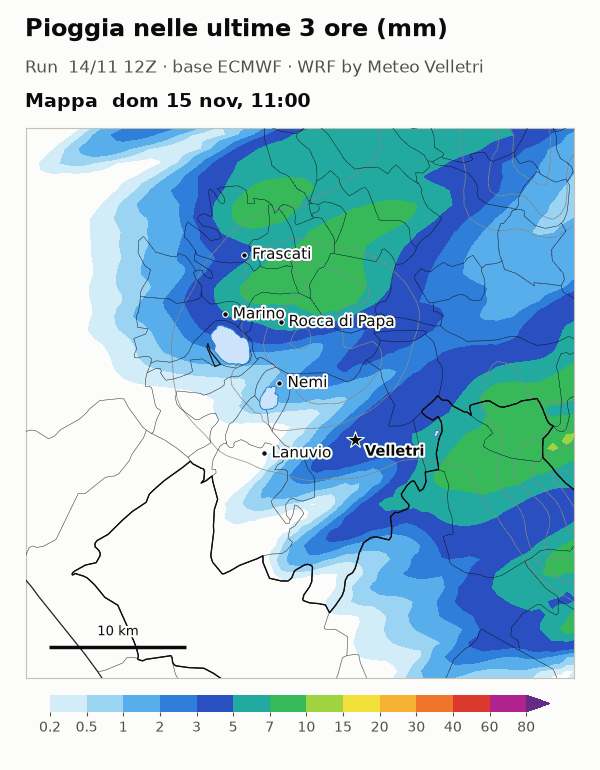 Pioggia nelle ultime 3 ore (mm)
Run  14/11 12Z · base ECMWF · WRF by Meteo Velletri
Mappa  dom 15 nov, 11:00
Frascati
Marino
Rocca di Papa
Nemi
Velletri
Lanuvio
10 km
0.2 0.5 1 2 3 5 7 10 15 20 30 40 60 80